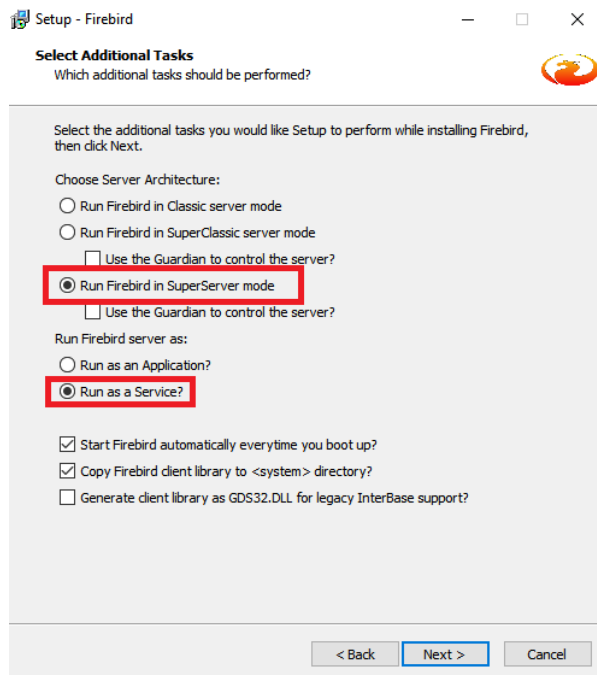 Setup - Firebird
Select Additional Tasks
Which additional tasks should be performed?
Select the additional tasks you would like Setup to perform while installing Firebird,
then click Next.
Choose Server Architecture:
Run Firebird in Classic server mode
Run Firebird in SuperClassic server mode
Use the Guardian to control the server?
Run Firebird in SuperServer mode
Use the Guardian to control the server?
Run Firebird server as:
Run as an Application?
Run as a Service?
Start Firebird automatically everytime you boot up?
Copy Firebird client library to <system> directory?
Generate client library as GDS32.DLL for legacy InterBase support?
< Back Next > Cancel